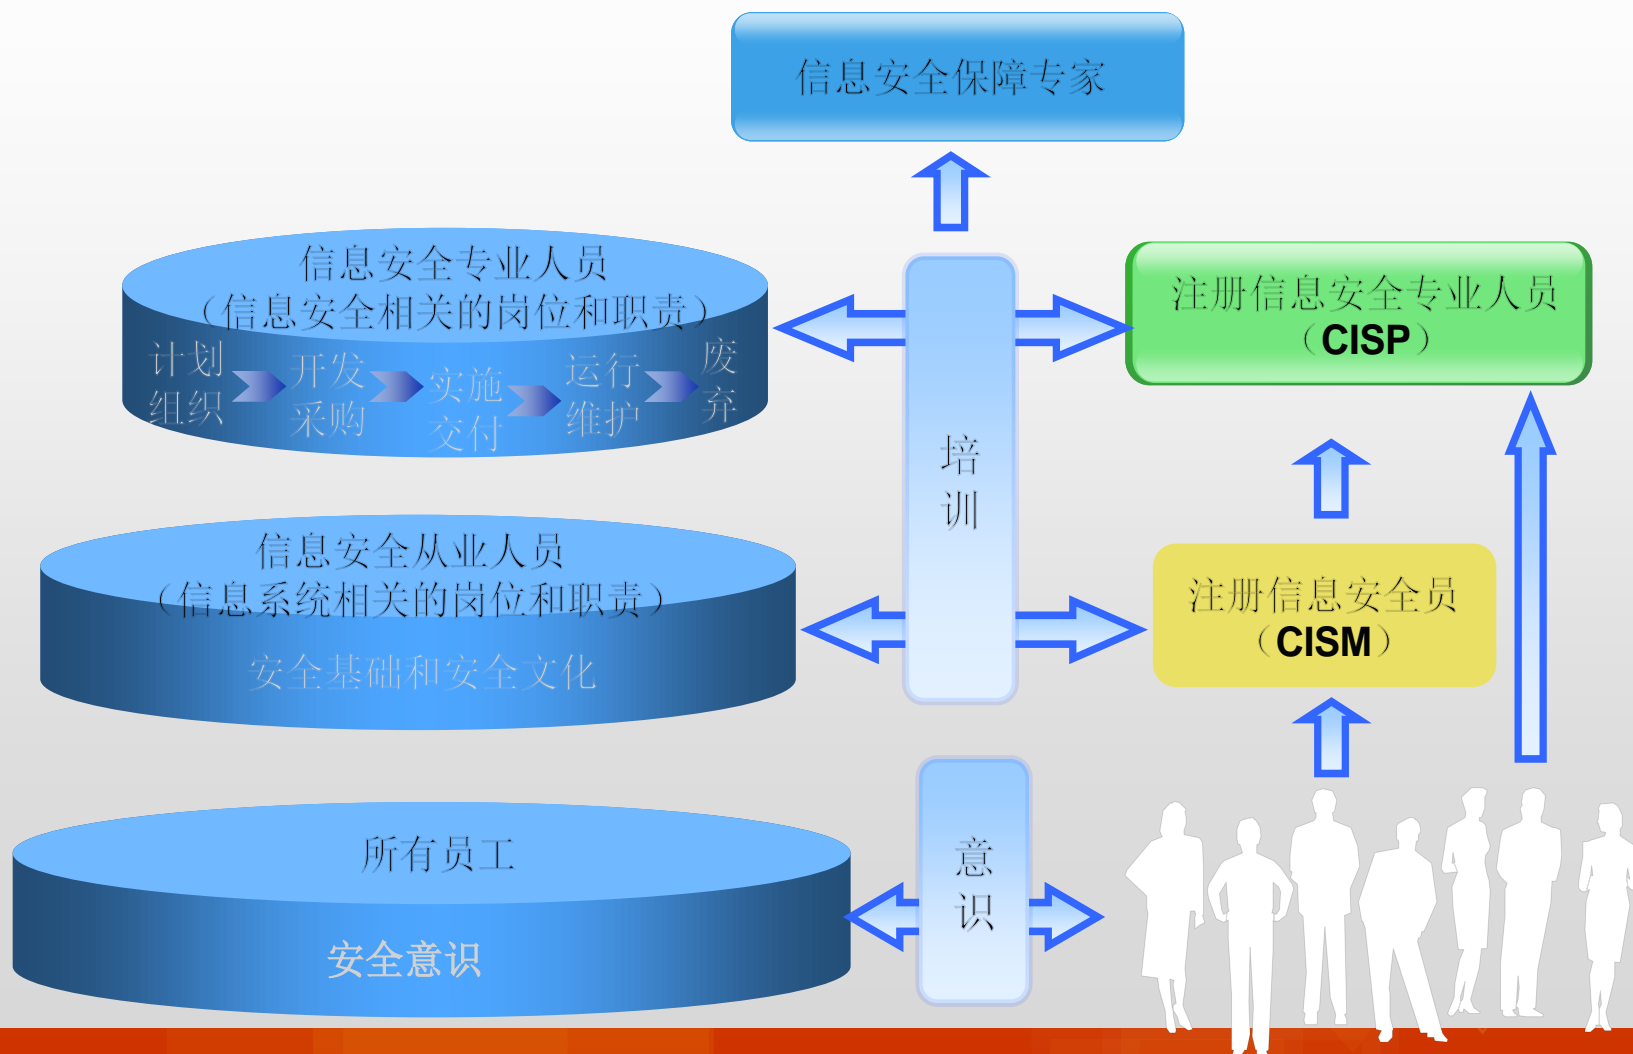 信息安全保障专家
信息安全专业人员
（信息安全相关的岗位和职责）
计划
组织
开发
采购
实施
交付
运行
维护
废
弃
培
训
注册信息安全专业人员
（CISP）
信息安全从业人员
（信息系统相关的岗位和职责）
安全基础和安全文化
注册信息安全员
（CISM）
所有员工
安全意识
意
识